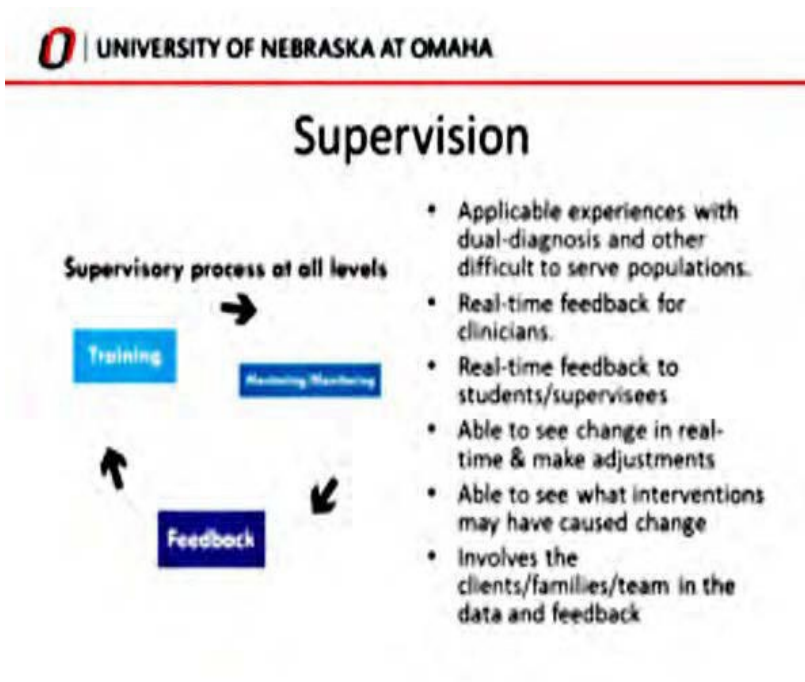 UNIVERSITY OF NEBRASKA AT OMAHA
Supervision
Supervisory process at all levels
Training
Feedback
• Applicable experiences with
dual-diagnosis and other
difficult to serve populations.
• Real-time feedback for
clinicians.
• Real-time feedback to
students/supervisees
• Able to see change in real-
time & make adjustments
• Able to see what interventions
may have caused change
• Involves the
clients/families/team in the
data and feedback